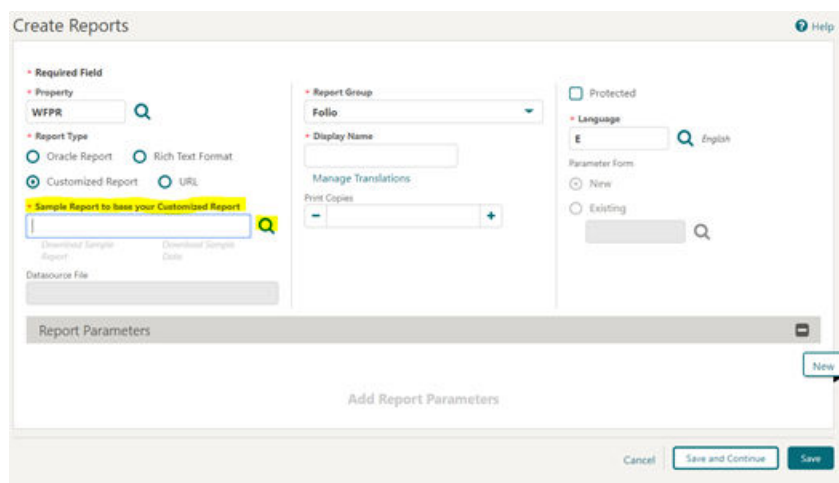 Create Reports
Help
* Required Field
* Property
WFPR
* Report Type
Oracle Report
Rich Text Format
Customized Report
URL
* Sample Report to base your Customized Report
Download Sample Report
Download Sample Data
Datasource File
* Report Group
Folio
* Display Name
Manage Translations
Print Copies
Protected
* Language
E
English
Parameter Form
New
Existing
Report Parameters
New
Add Report Parameters
Cancel
Save and Continue
Save